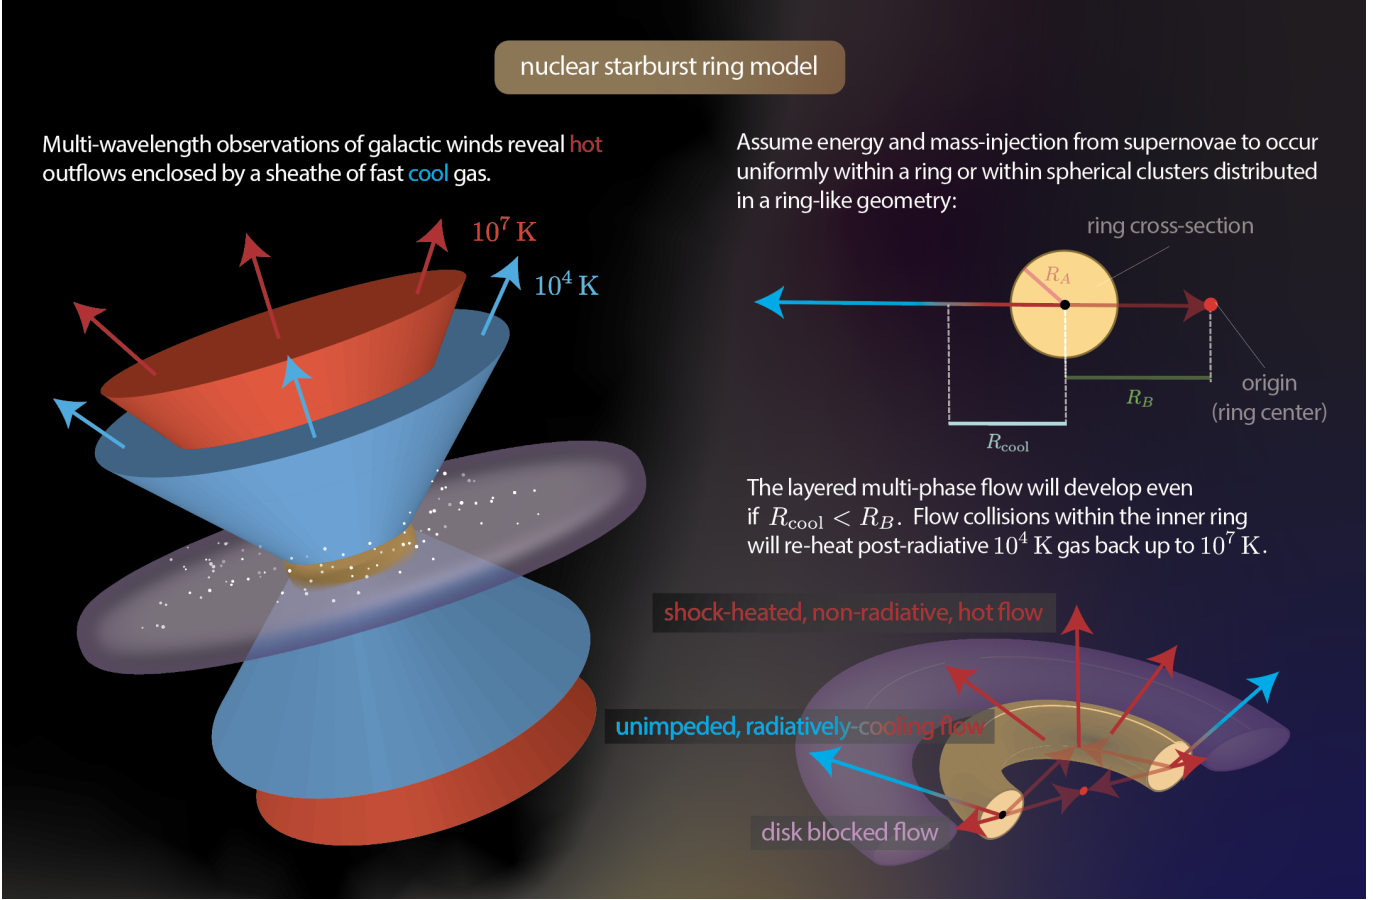 nuclear starburst ring model
Multi-wavelength observations of galactic winds reveal hot
outflows enclosed by a sheathe of fast cool gas.
10⁷ K
10⁴ K
Assume energy and mass-injection from supernovae to occur
uniformly within a ring or within spherical clusters distributed
in a ring-like geometry:
ring cross-section
R_A
R_B
origin
(ring center)
R_cool
The layered multi-phase flow will develop even
if R_cool < R_B. Flow collisions within the inner ring
will re-heat post-radiative 10⁴ K gas back up to 10⁷ K.
shock-heated, non-radiative, hot flow
unimpeded, radiatively-cooling flow
disk blocked flow